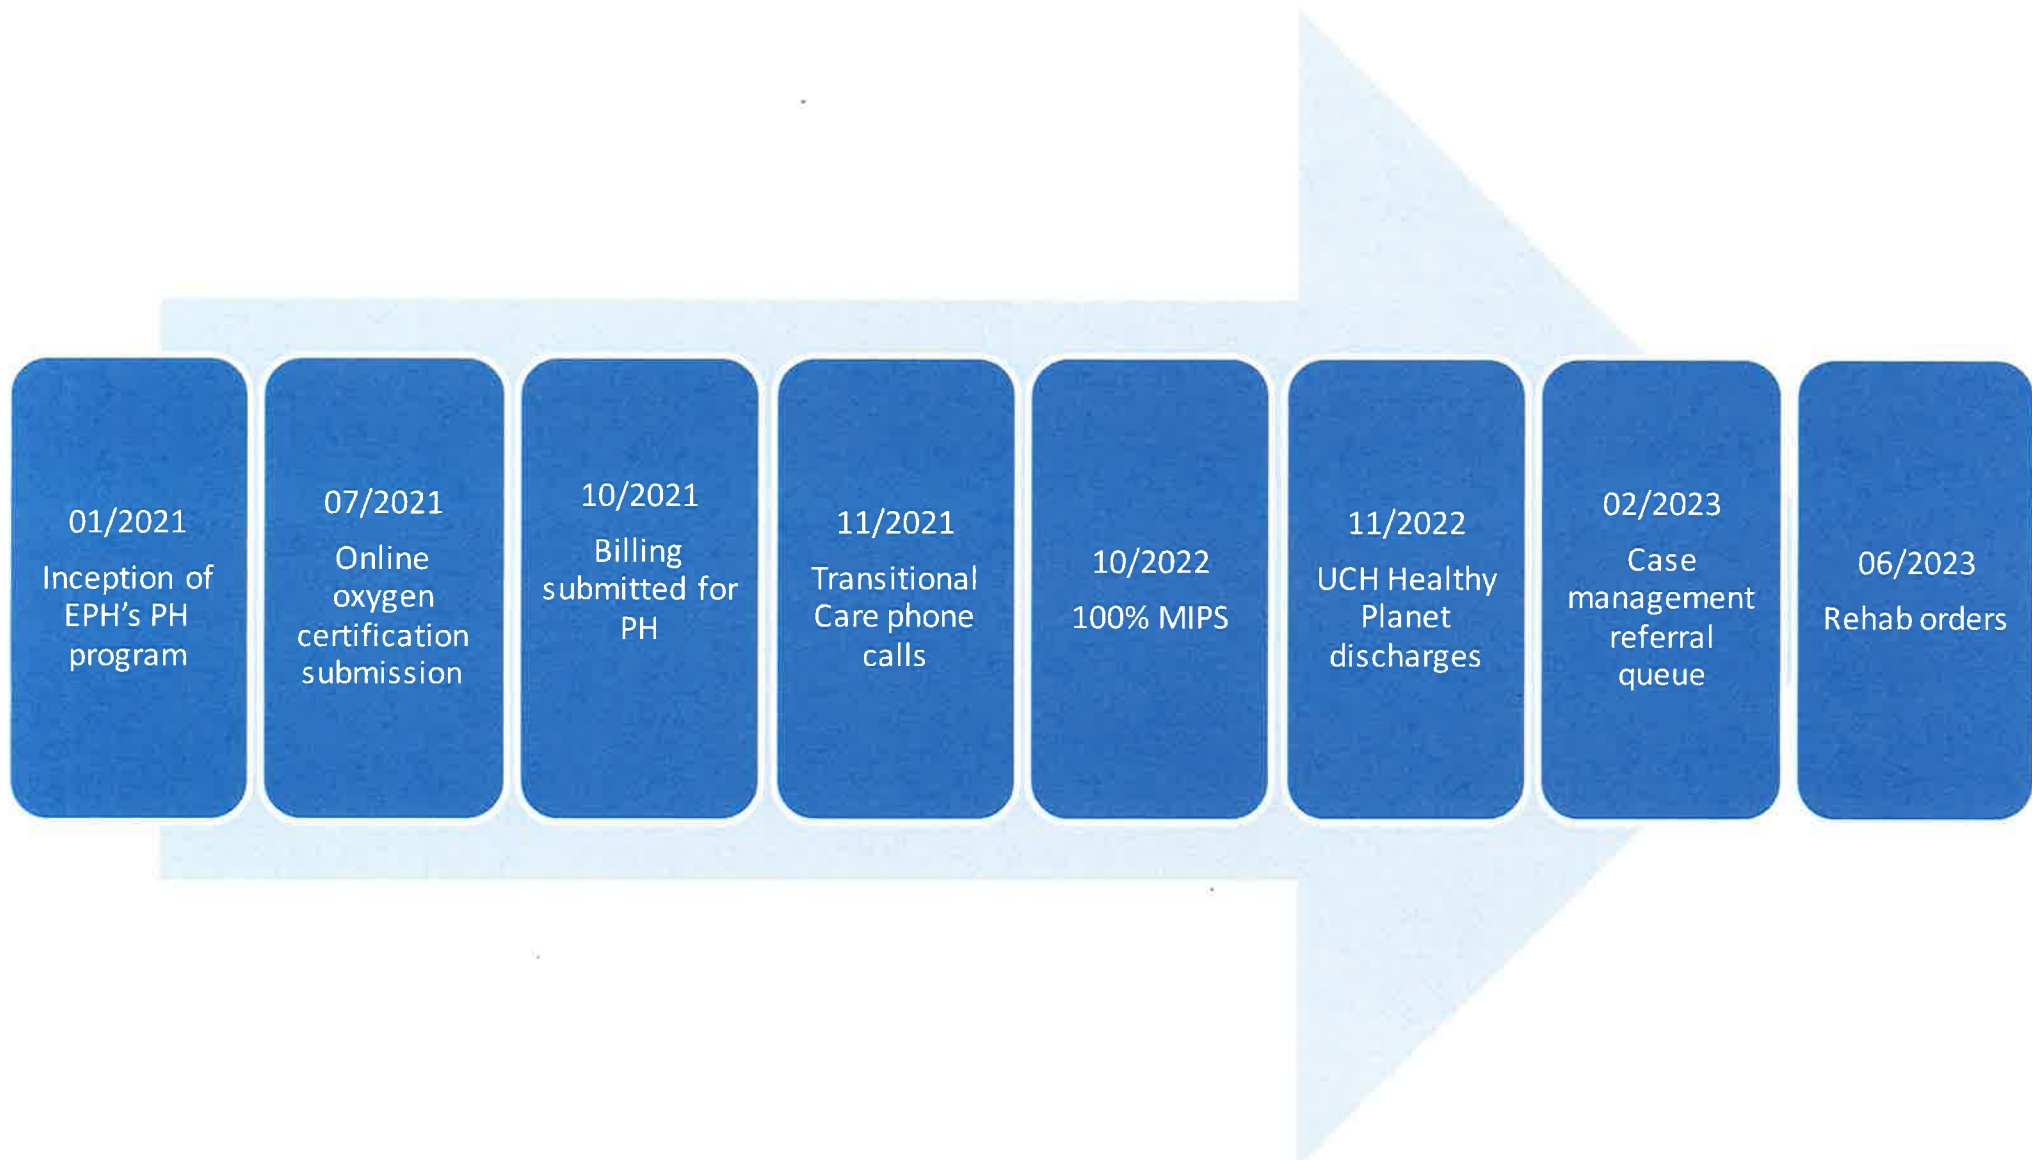 01/2021
Inception of
EPH's PH
program
07/2021
Online
oxygen
certification
submission
10/2021
Billing
submitted for
PH
11/2021
Transitional
Care phone
calls
10/2022
100% MIPS
11/2022
UCH Healthy
Planet
discharges
02/2023
Case
management
referral
queue
06/2023
Rehab orders